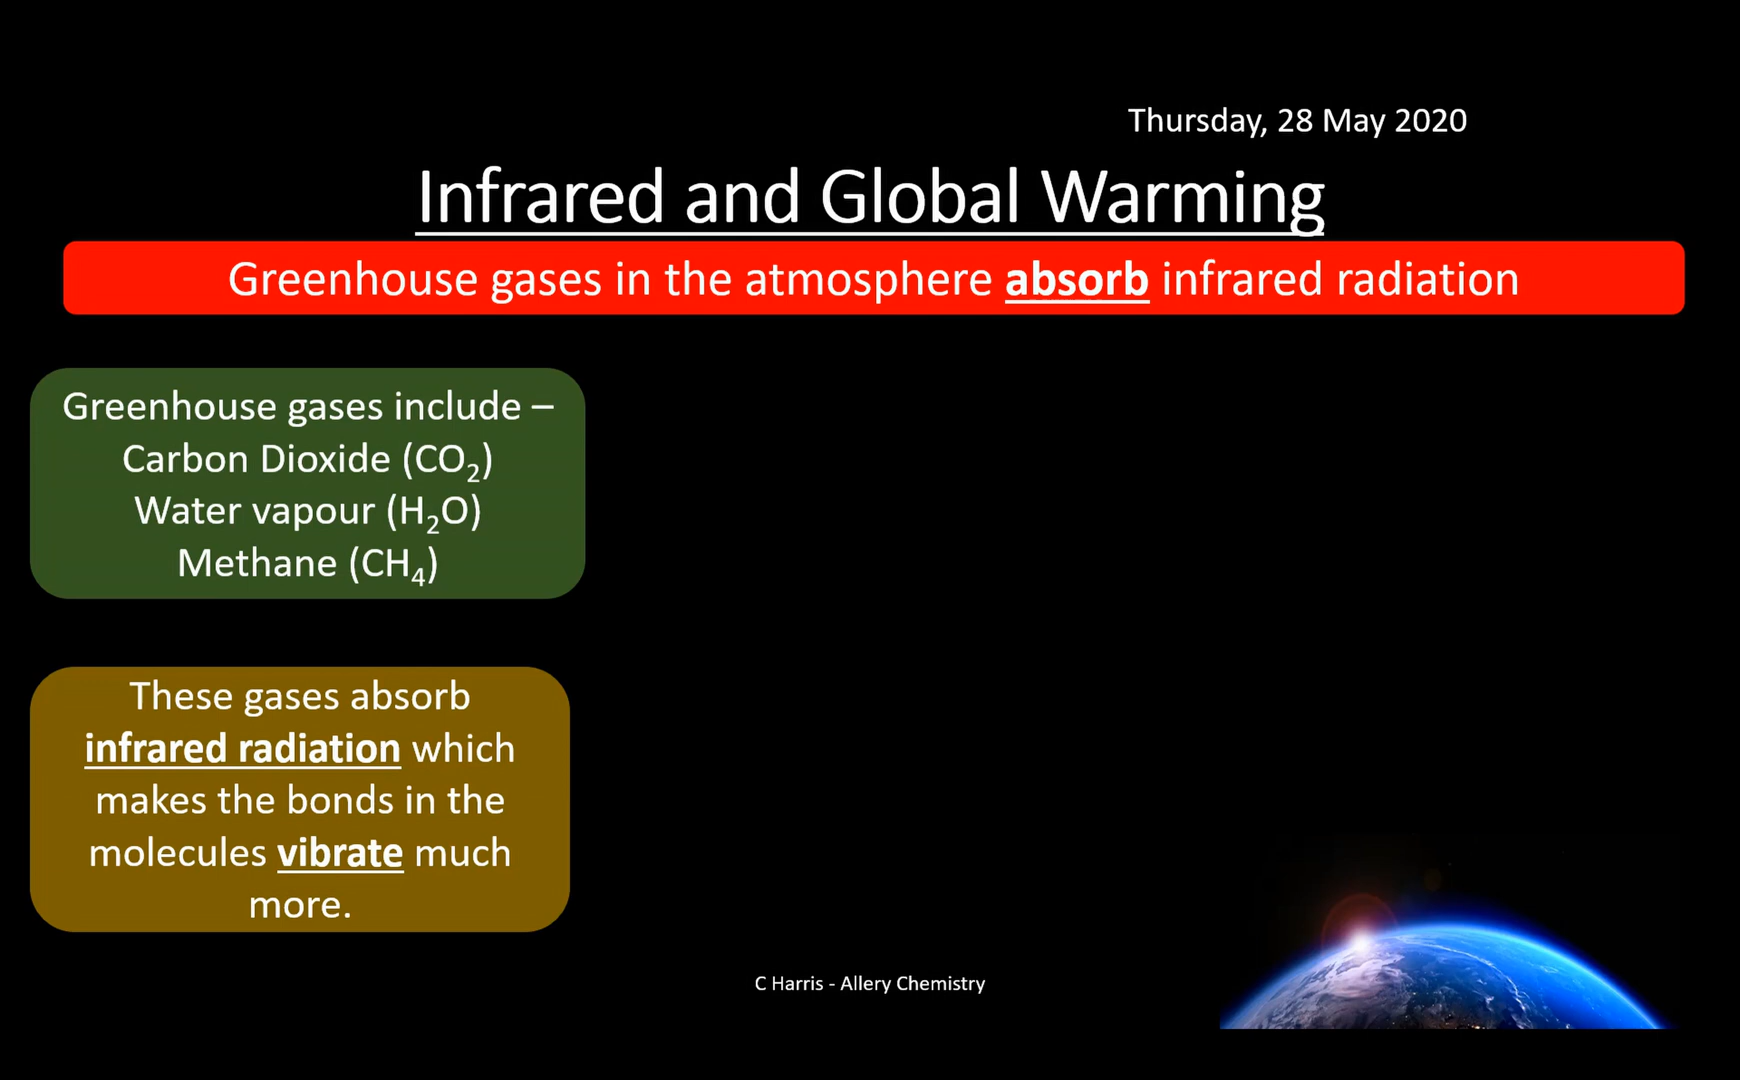 Thursday, 28 May 2020
Infrared and Global Warming
Greenhouse gases in the atmosphere absorb infrared radiation
Greenhouse gases include –
Carbon Dioxide (CO₂)
Water vapour (H₂O)
Methane (CH₄)
These gases absorb
infrared radiation which
makes the bonds in the
molecules vibrate much
more.
C Harris - Allery Chemistry